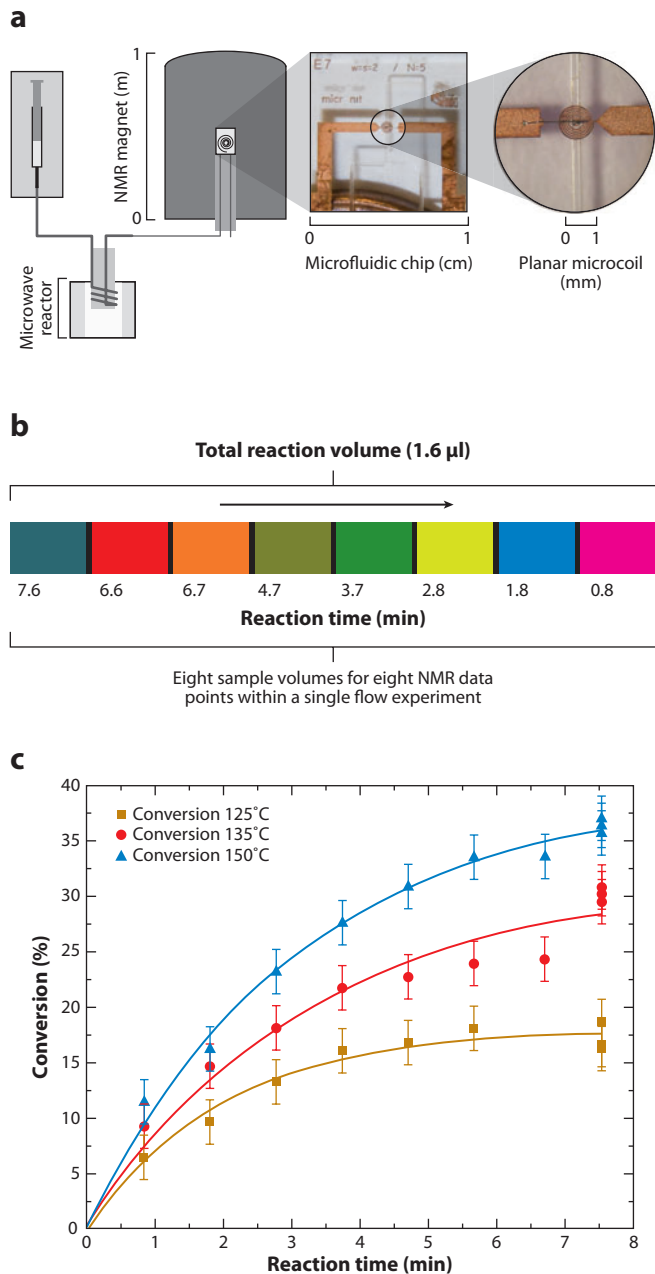 a
NMR magnet (m)
1
0
Microwave
reactor
E7
w=s=2 / N=5
0
1
Microfluidic chip (cm)
0
1
Planar microcoil
(mm)
b
Total reaction volume (1.6 µl)
7.6
6.6
6.7
4.7
3.7
2.8
1.8
0.8
Reaction time (min)
Eight sample volumes for eight NMR data
points within a single flow experiment
c
Conversion (%)
40
35
30
25
20
15
10
5
0
Conversion 125˚C
Conversion 135˚C
Conversion 150˚C
0
1
2
3
4
5
6
7
8
Reaction time (min)